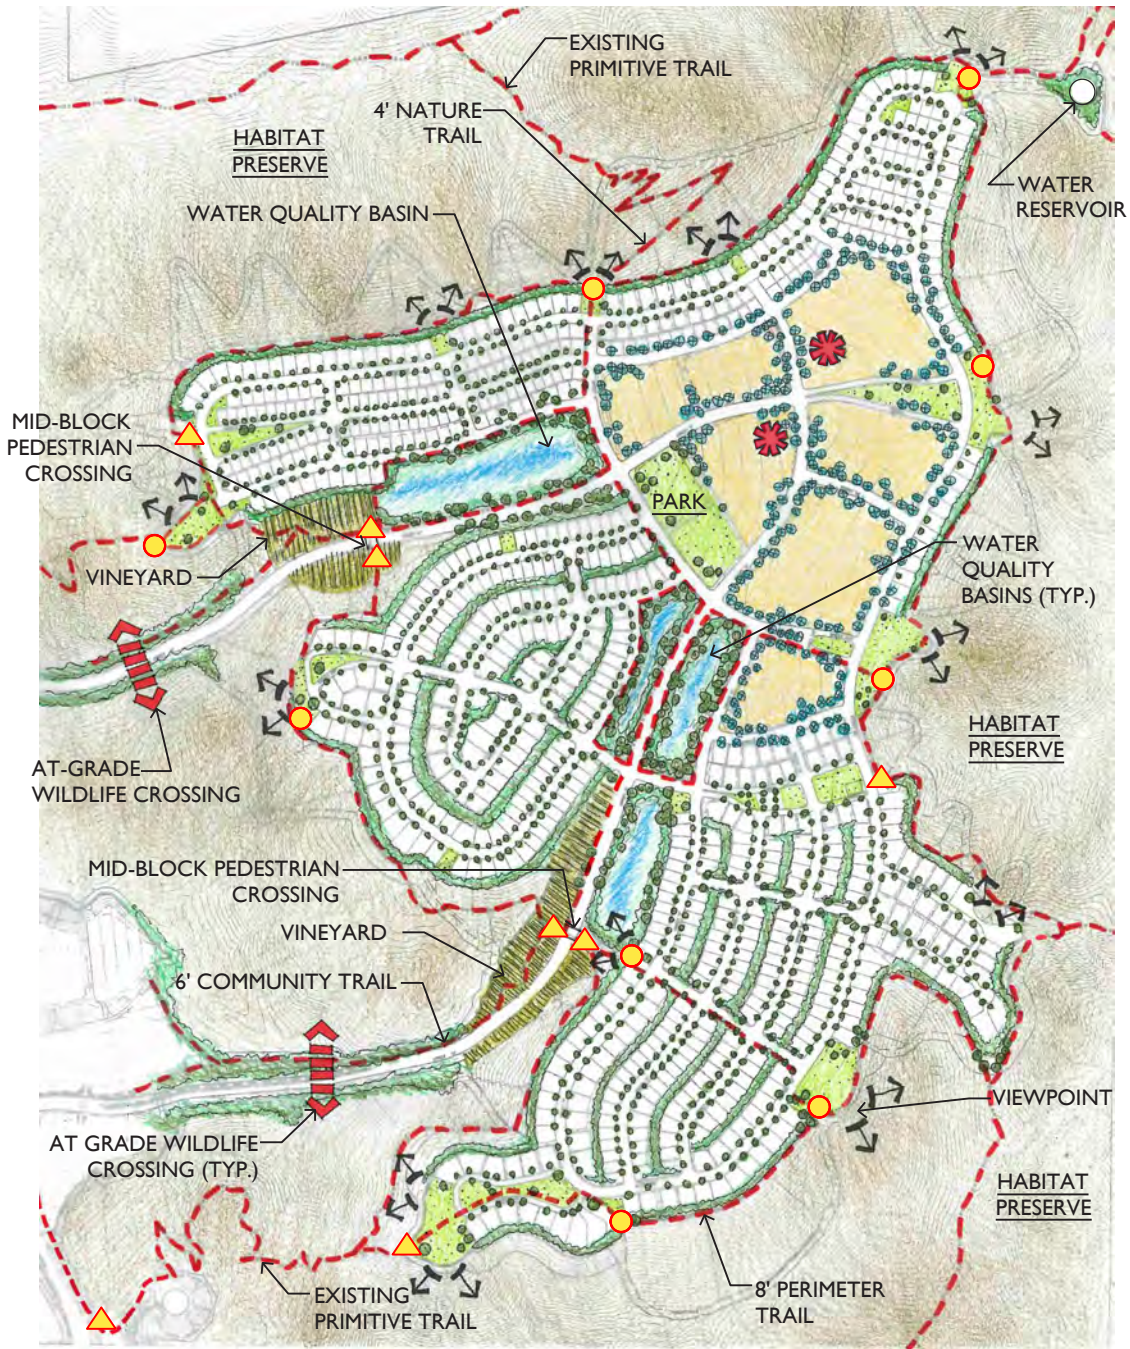 EXISTING
PRIMITIVE TRAIL
4' NATURE
TRAIL
HABITAT
PRESERVE
WATER
RESERVOIR
WATER QUALITY BASIN
MID-BLOCK
PEDESTRIAN
CROSSING
PARK
WATER
QUALITY
BASINS (TYP.)
VINEYARD
HABITAT
PRESERVE
AT-GRADE
WILDLIFE CROSSING
MID-BLOCK PEDESTRIAN
CROSSING
VINEYARD
6' COMMUNITY TRAIL
VIEWPOINT
AT GRADE WILDLIFE
CROSSING (TYP.)
HABITAT
PRESERVE
EXISTING
PRIMITIVE TRAIL
8' PERIMETER
TRAIL